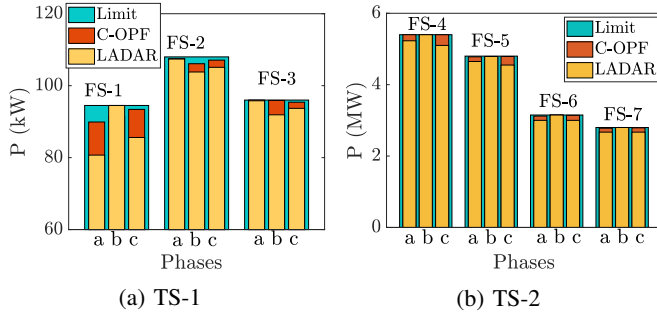 P (kW)
120
100
80
60
Limit
C-OPF
LADAR
FS-1
FS-2
FS-3
a b c a b c a b c
Phases
(a) TS-1
P (MW)
6
4
2
0
Limit
C-OPF
LADAR
FS-4
FS-5
FS-6
FS-7
a b c a b c a b c a b c
Phases
(b) TS-2